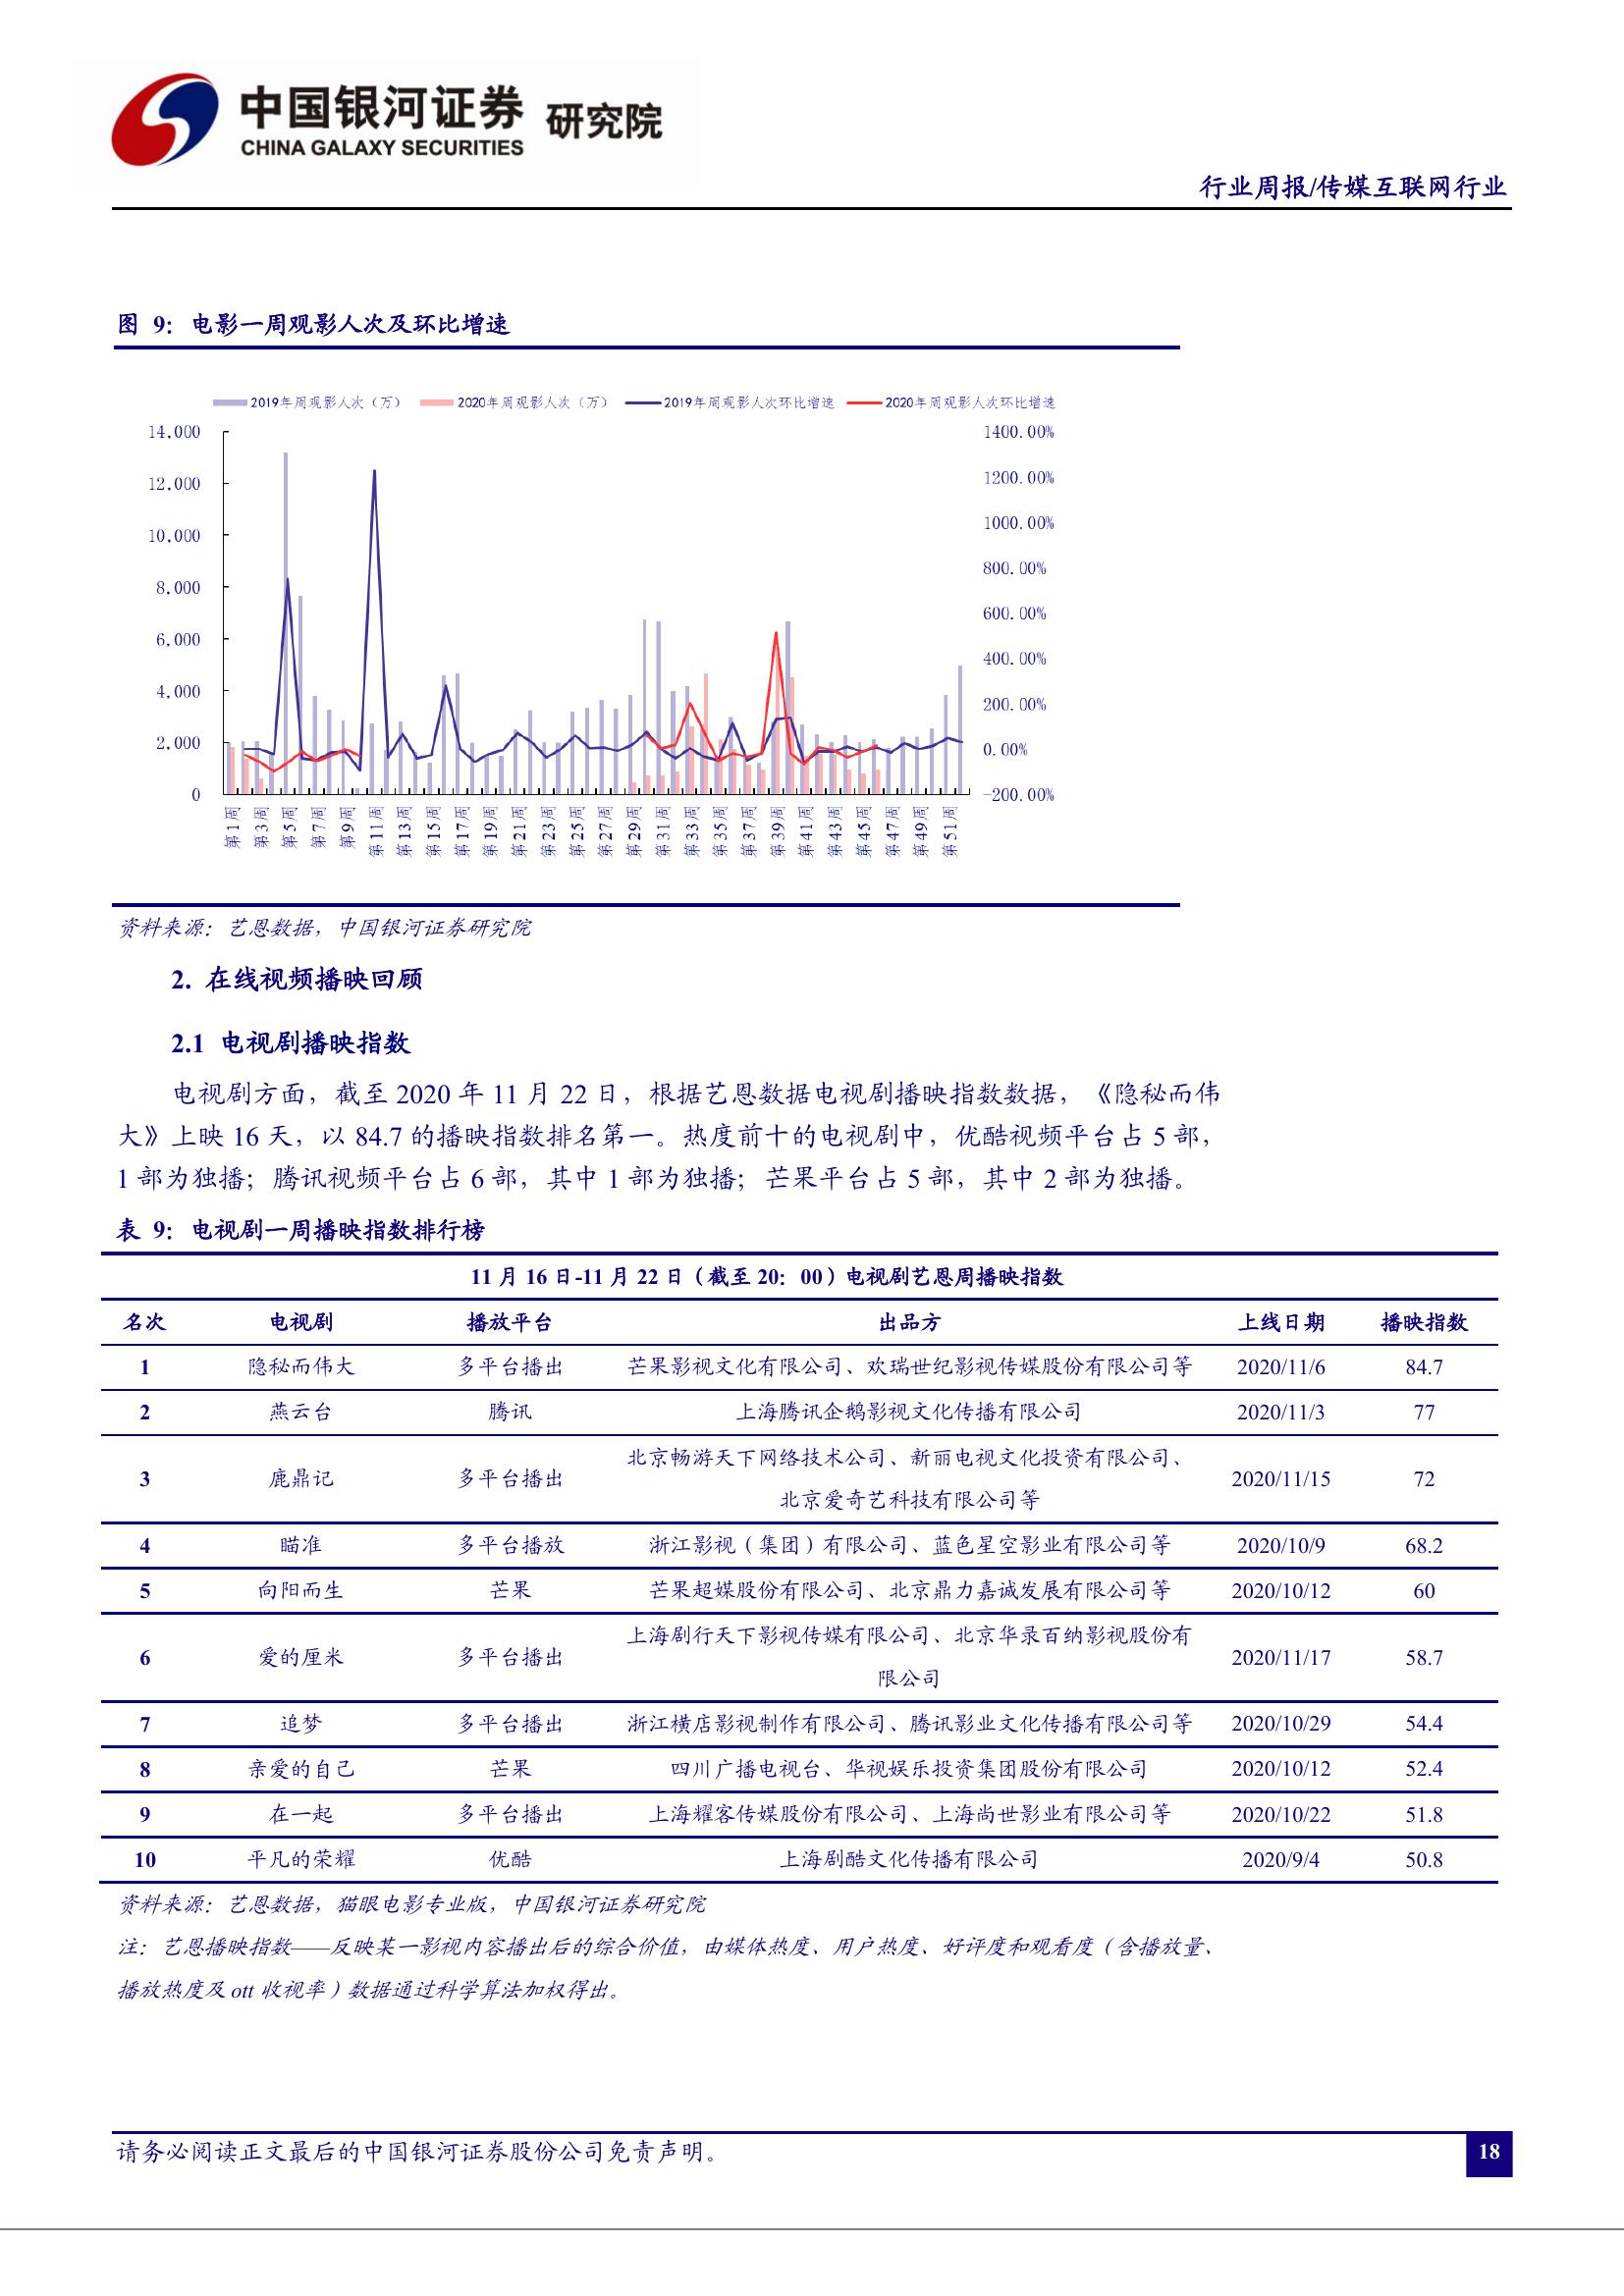 中国银河证券 研究院
CHINA GALAXY SECURITIES
行业周报/传媒互联网行业
图 9：电影一周观影人次及环比增速
2019年周观影人次（万） 2020年周观影人次（万） 2019年周观影人次环比增速 2020年周观影人次环比增速
14,000 1400.00%
12,000 1200.00%
10,000 1000.00%
8,000 800.00%
6,000 600.00%
4,000 400.00%
2,000 200.00%
0 0.00%
-200.00%
第1周 第3周 第5周 第7周 第9周 第11周 第13周 第15周 第17周 第19周 第21周 第23周 第25周 第27周 第29周 第31周 第33周 第35周 第37周 第39周 第41周 第43周 第45周 第47周 第49周 第51周
资料来源：艺恩数据，中国银河证券研究院
2. 在线视频播映回顾
2.1 电视剧播映指数
电视剧方面，截至 2020 年 11 月 22 日，根据艺恩数据电视剧播映指数数据，《隐秘而伟
大》上映 16 天，以 84.7 的播映指数排名第一。热度前十的电视剧中，优酷视频平台占 5 部，
1 部为独播；腾讯视频平台占 6 部，其中 1 部为独播；芒果平台占 5 部，其中 2 部为独播。
表 9：电视剧一周播映指数排行榜
11 月 16 日-11 月 22 日（截至 20：00）电视剧艺恩周播映指数
名次 电视剧 播放平台 出品方 上线日期 播映指数
1 隐秘而伟大 多平台播出 芒果影视文化有限公司、欢瑞世纪影视传媒股份有限公司等 2020/11/6 84.7
2 燕云台 腾讯 上海腾讯企鹅影视文化传播有限公司 2020/11/3 77
北京畅游天下网络技术公司、新丽电视文化投资有限公司、
3 鹿鼎记 多平台播出 2020/11/15 72
北京爱奇艺科技有限公司等
4 瞄准 多平台播放 浙江影视（集团）有限公司、蓝色星空影业有限公司等 2020/10/9 68.2
5 向阳而生 芒果 芒果超媒股份有限公司、北京鼎力嘉诚发展有限公司等 2020/10/12 60
上海剧行天下影视传媒有限公司、北京华录百纳影视股份有
6 爱的厘米 多平台播出 2020/11/17 58.7
限公司
7 追梦 多平台播出 浙江横店影视制作有限公司、腾讯影业文化传播有限公司等 2020/10/29 54.4
8 亲爱的自己 芒果 四川广播电视台、华视娱乐投资集团股份有限公司 2020/10/12 52.4
9 在一起 多平台播出 上海耀客传媒股份有限公司、上海尚世影业有限公司等 2020/10/22 51.8
10 平凡的荣耀 优酷 上海剧酷文化传播有限公司 2020/9/4 50.8
资料来源：艺恩数据，猫眼电影专业版，中国银河证券研究院
注：艺恩播映指数——反映某一影视内容播出后的综合价值，由媒体热度、用户热度、好评度和观看度（含播放量、
播放热度及 ott 收视率）数据通过科学算法加权得出。
请务必阅读正文最后的中国银河证券股份公司免责声明。
18